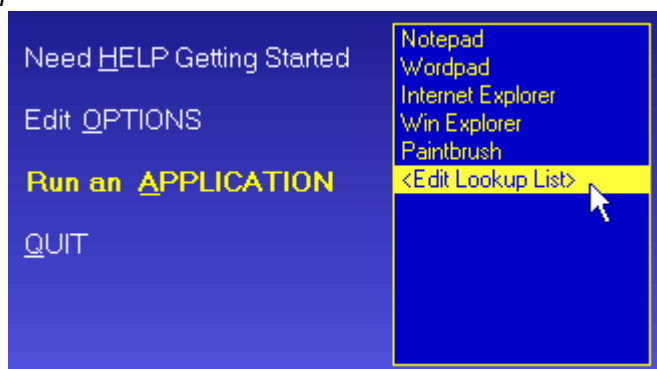 Need HELP Getting Started
Edit OPTIONS
Run an APPLICATION
QUIT
Notepad
Wordpad
Internet Explorer
Win Explorer
Paintbrush
<Edit Lookup List>